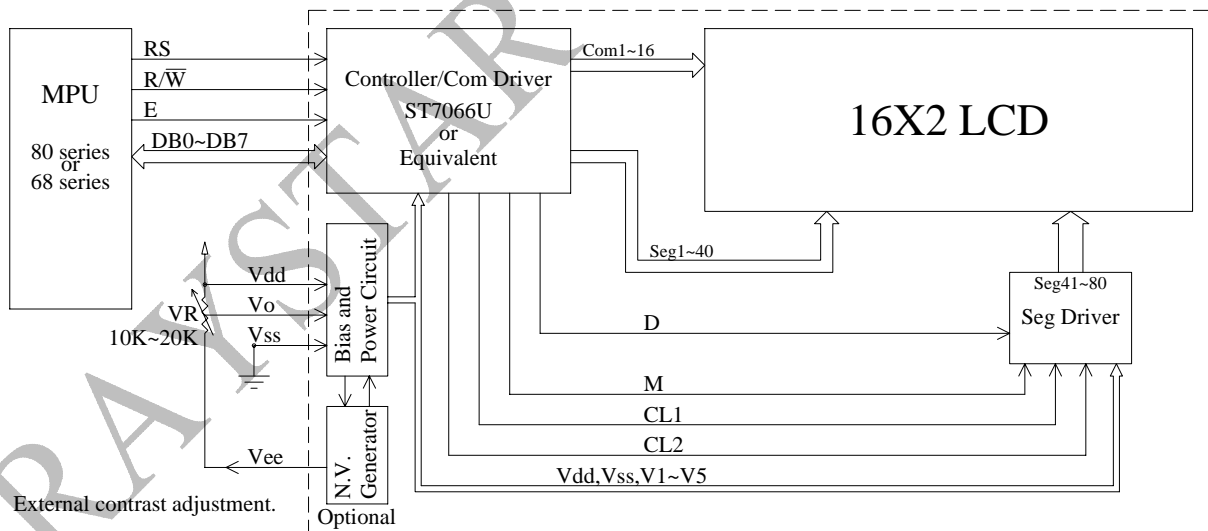 RS
R/W̅
E
DB0~DB7
MPU
80 series
or
68 series
Controller/Com Driver
ST7066U
or
Equivalent
Com1~16
16X2 LCD
Seg1~40
Seg41~80
Seg Driver
Vdd
Vo
VR
10K~20K
Vss
Bias and
Power Circuit
D
M
CL1
CL2
Vdd,Vss,V1~V5
Vee
N.V.
Generator
Optional
External contrast adjustment.
RAYSTAR